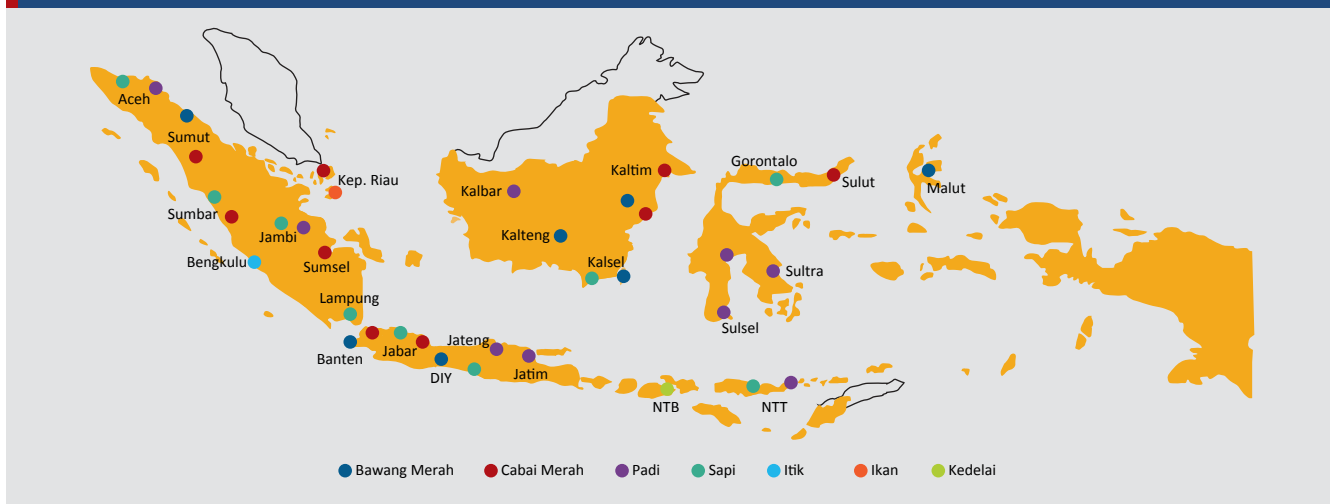 Aceh
Sumut
Kep. Riau
Sumbar
Jambi
Bengkulu
Sumsel
Lampung
Banten
Jabar
DIY
Jateng
Jatim
Kalbar
Kaltim
Kalteng
Kalsel
Gorontalo
Sulut
Malut
Sultra
Sulsel
NTB
NTT
Bawang Merah Cabai Merah Padi Sapi Itik Ikan Kedelai